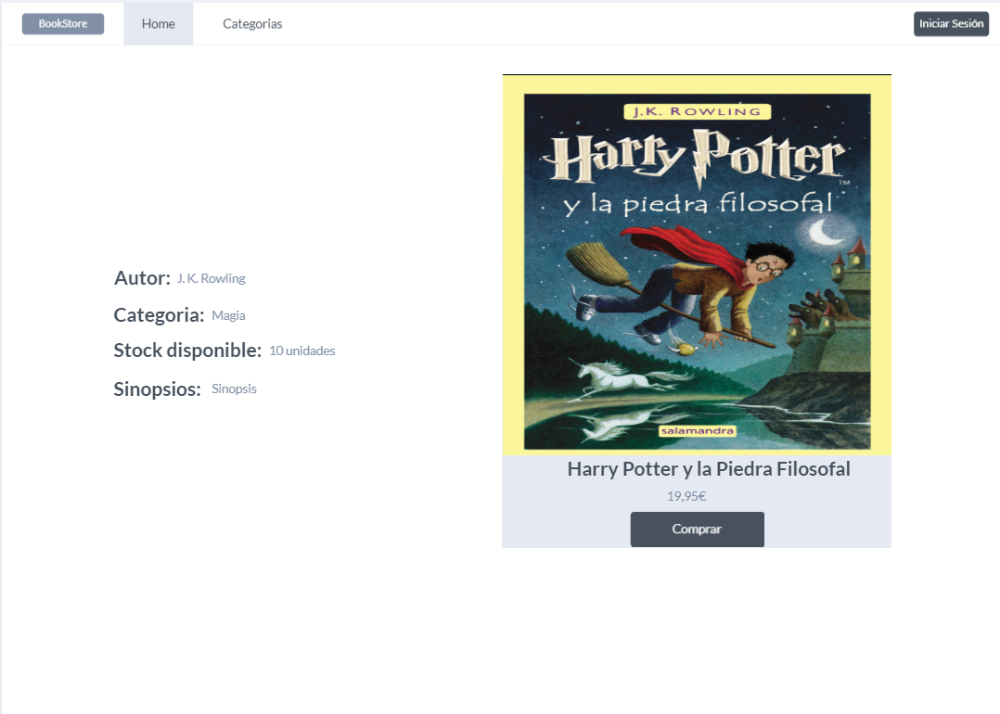 BookStore
Home
Categorias
Iniciar Sesión
J.K. ROWLING
Harry Potter
TM
y la piedra filosofal
salamandra
Autor: J. K. Rowling
Categoria: Magia
Stock disponible: 10 unidades
Sinopsios: Sinopsis
Harry Potter y la Piedra Filosofal
19,95€
Comprar